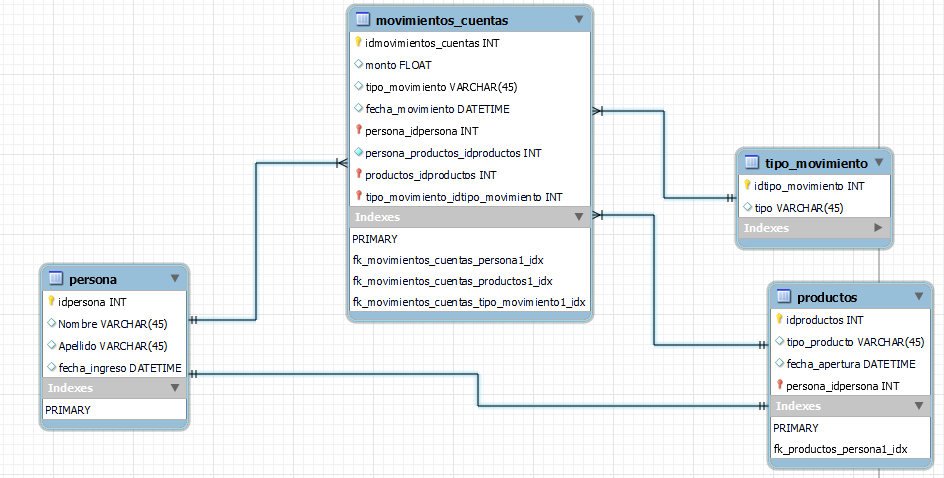 movimientos_cuentas
idmovimientos_cuentas INT
monto FLOAT
tipo_movimiento VARCHAR(45)
fecha_movimiento DATETIME
persona_idpersona INT
persona_productos_idproductos INT
productos_idproductos INT
tipo_movimiento_idtipo_movimiento INT
Indexes
PRIMARY
fk_movimientos_cuentas_persona1_idx
fk_movimientos_cuentas_productos1_idx
fk_movimientos_cuentas_tipo_movimiento1_idx
tipo_movimiento
idtipo_movimiento INT
tipo VARCHAR(45)
Indexes
persona
idpersona INT
Nombre VARCHAR(45)
Apellido VARCHAR(45)
fecha_ingreso DATETIME
Indexes
PRIMARY
productos
idproductos INT
tipo_producto VARCHAR(45)
fecha_apertura DATETIME
persona_idpersona INT
Indexes
PRIMARY
fk_productos_persona1_idx